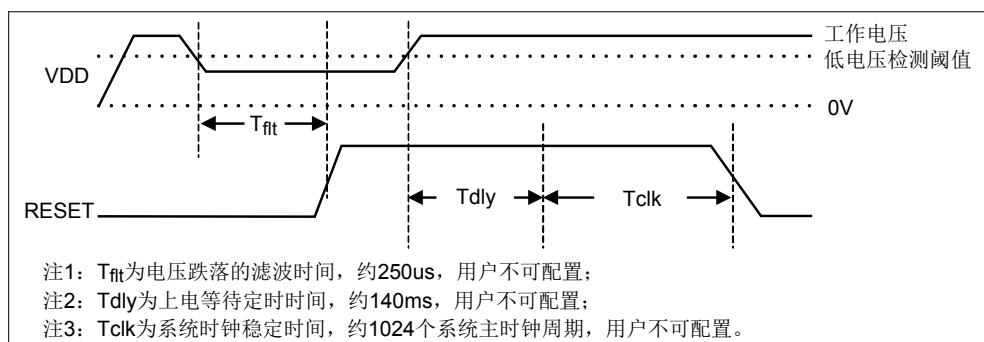 工作电压
低电压检测阈值
VDD
0V
Tflt
Tdly
Tclk
RESET
注1：Tflt为电压跌落的滤波时间，约250us，用户不可配置；
注2：Tdly为上电等待定时时间，约140ms，用户不可配置；
注3：Tclk为系统时钟稳定时间，约1024个系统主时钟周期，用户不可配置。